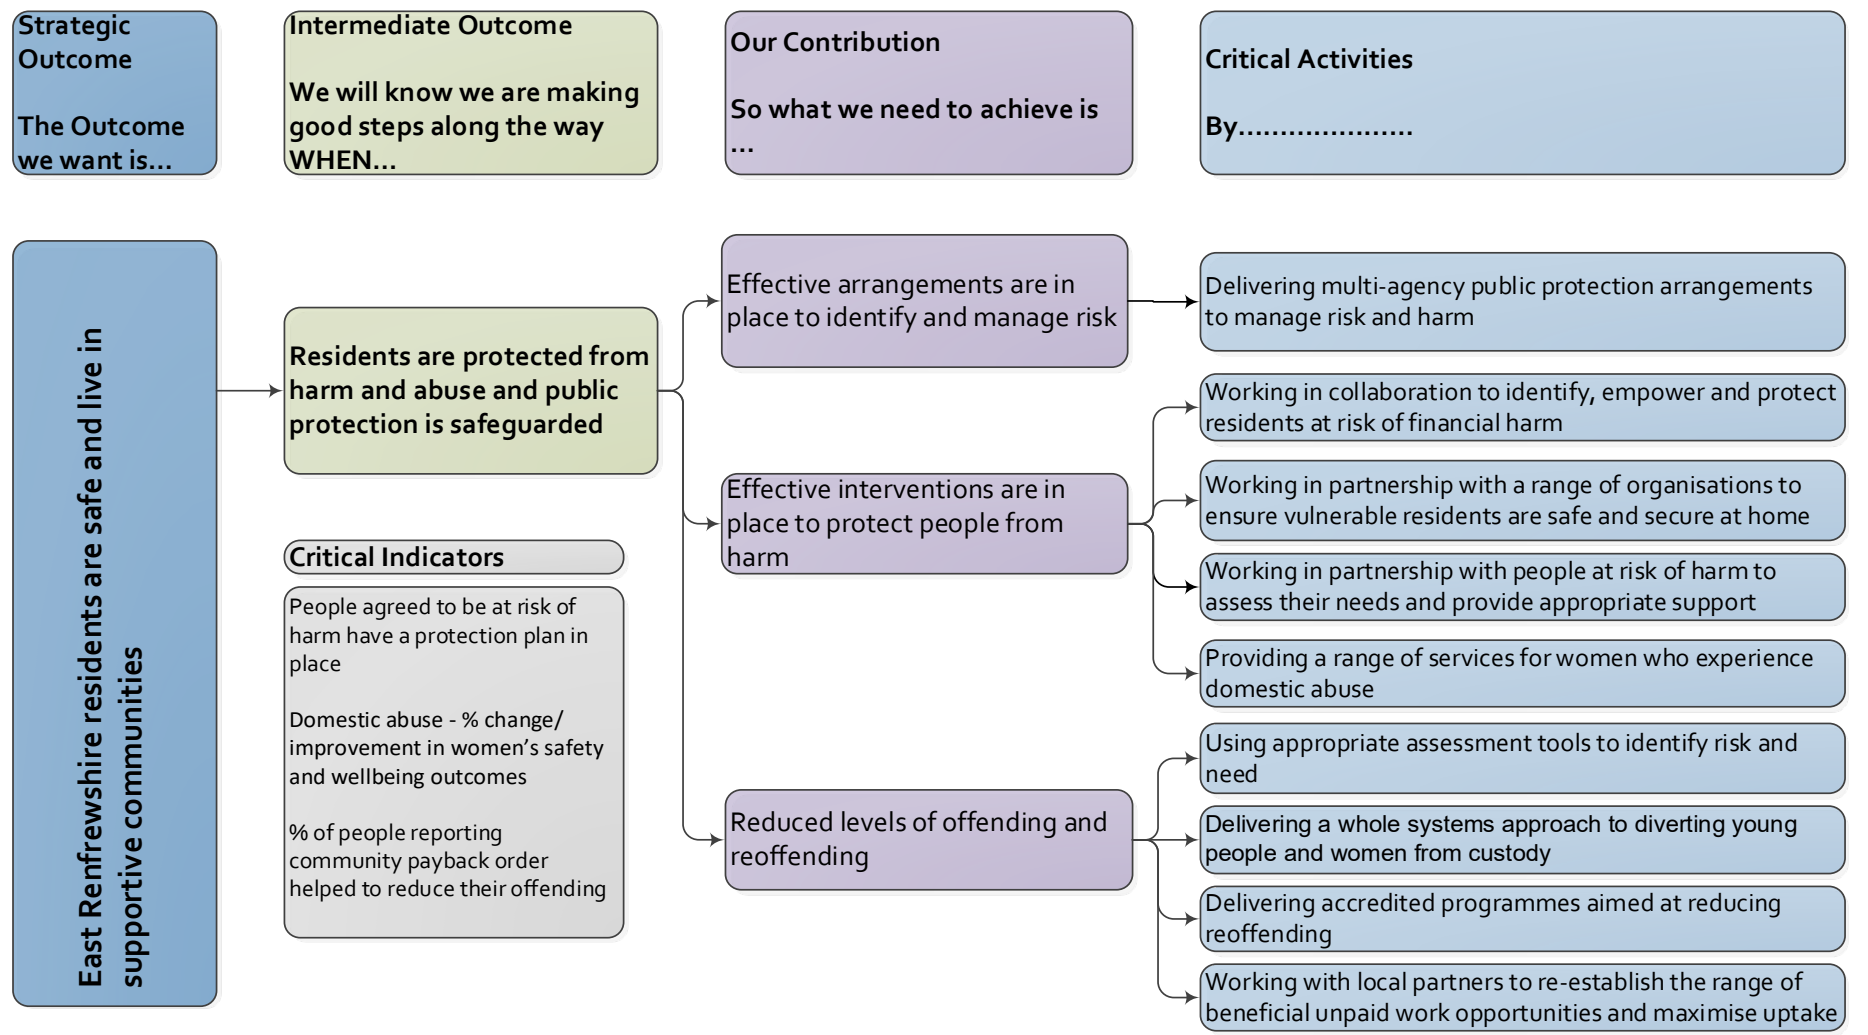 Strategic
Outcome
The Outcome
we want is...
Intermediate Outcome
We will know we are making
good steps along the way
WHEN...
Our Contribution
So what we need to achieve is
...
Critical Activities
By.....................
East Renfrewshire residents are safe and live in
supportive communities
Residents are protected from
harm and abuse and public
protection is safeguarded
Critical Indicators
People agreed to be at risk of
harm have a protection plan in
place
Domestic abuse - % change/
improvement in women’s safety
and wellbeing outcomes
% of people reporting
community payback order
helped to reduce their offending
Effective arrangements are in
place to identify and manage risk
Effective interventions are in
place to protect people from
harm
Reduced levels of offending and
reoffending
Delivering multi-agency public protection arrangements
to manage risk and harm
Working in collaboration to identify, empower and protect
residents at risk of financial harm
Working in partnership with a range of organisations to
ensure vulnerable residents are safe and secure at home
Working in partnership with people at risk of harm to
assess their needs and provide appropriate support
Providing a range of services for women who experience
domestic abuse
Using appropriate assessment tools to identify risk and
need
Delivering a whole systems approach to diverting young
people and women from custody
Delivering accredited programmes aimed at reducing
reoffending
Working with local partners to re-establish the range of
beneficial unpaid work opportunities and maximise uptake